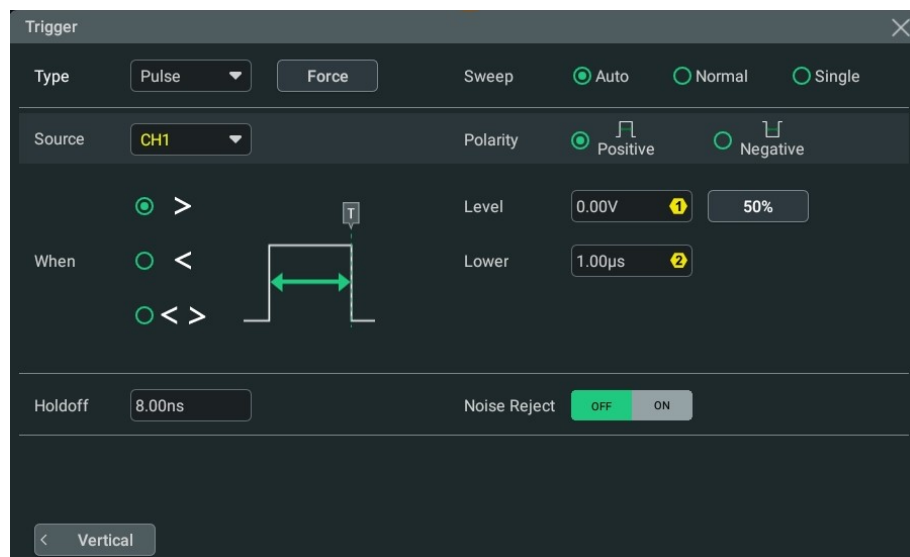 Trigger
Type Pulse Force Sweep Auto Normal Single
Source CH1 Polarity Positive Negative
When > < < > T
Level 0.00V 1 50%
Lower 1.00µs 2
Holdoff 8.00ns Noise Reject OFF ON
< Vertical